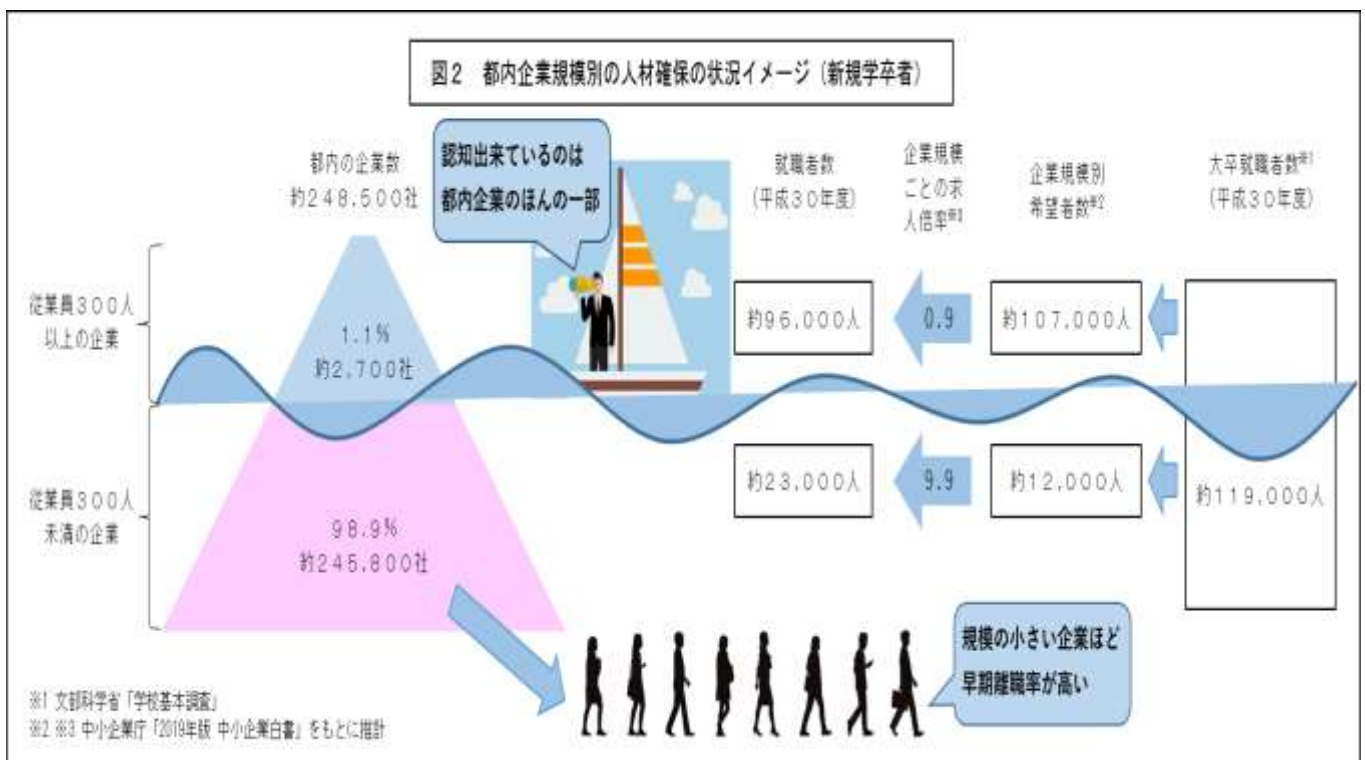 図2 都内企業規模別の人材確保の状況イメージ（新規学卒者）
認知出来ているのは
都内企業のほんの一部
都内の企業数
約248,500社
就職者数
（平成30年度）
企業規模
ごとの求
人倍率※3
企業規模別
希望者数※2
大卒就職者数※1
（平成30年度）
従業員300人
以上の企業
1.1%
約2,700社
約96,000人
0.9
約107,000人
従業員300人
未満の企業
98.9%
約245,800社
約23,000人
9.9
約12,000人
約119,000人
規模の小さい企業ほど
早期離職率が高い
※1 文部科学省「学校基本調査」
※2 ※3 中小企業庁「2019年版 中小企業白書」をもとに推計